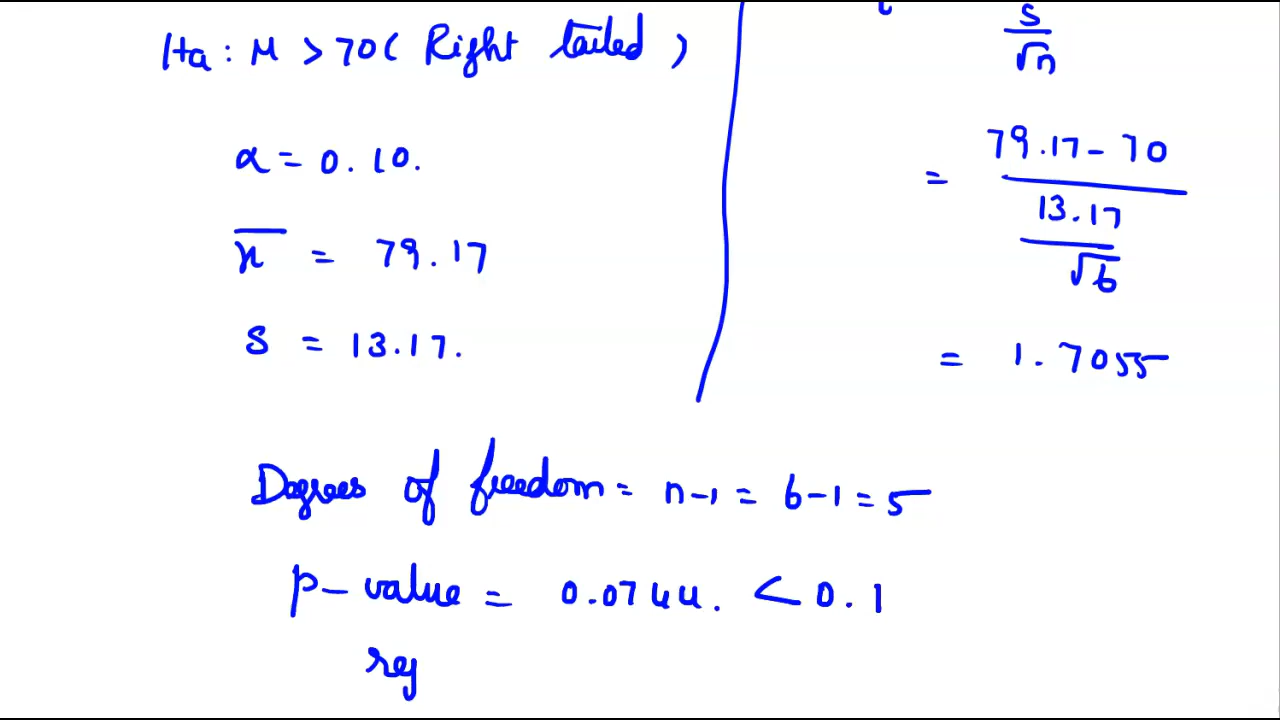 Ha : μ > 70 ( Right tailed )
α = 0.10.
x̄ = 79.17
s = 13.17.
s
√n
= 79.17 - 70
13.17
√6
= 1.7055
Degrees of freedom = n-1 = 6-1 = 5
p-value = 0.0744. < 0.1
rej